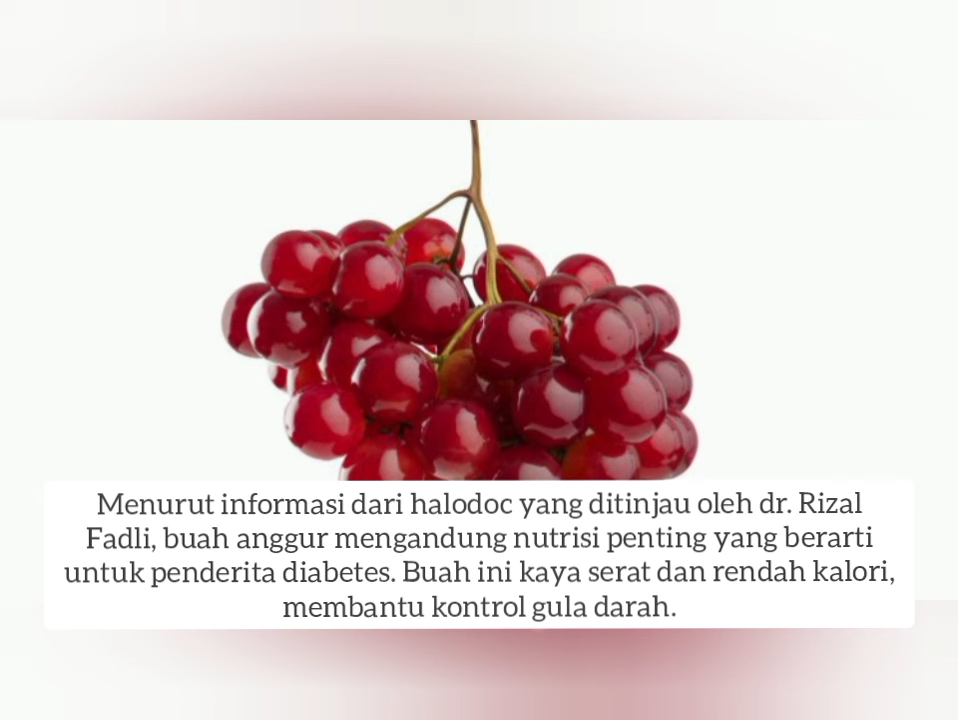 Menurut informasi dari halodoc yang ditinjau oleh dr. Rizal
Fadli, buah anggur mengandung nutrisi penting yang berarti
untuk penderita diabetes. Buah ini kaya serat dan rendah kalori,
membantu kontrol gula darah.